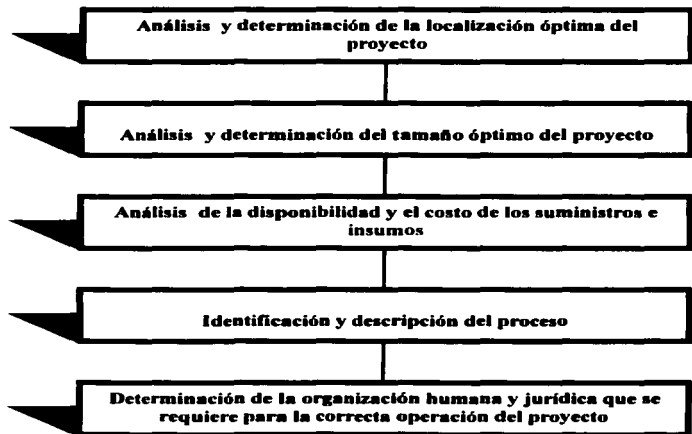 Análisis y determinación de la localización óptima del
proyecto
Análisis y determinación del tamaño óptimo del proyecto
Análisis de la disponibilidad y el costo de los suministros e
insumos
Identificación y descripción del proceso
Determinación de la organización humana y jurídica que se
requiere para la correcta operación del proyecto